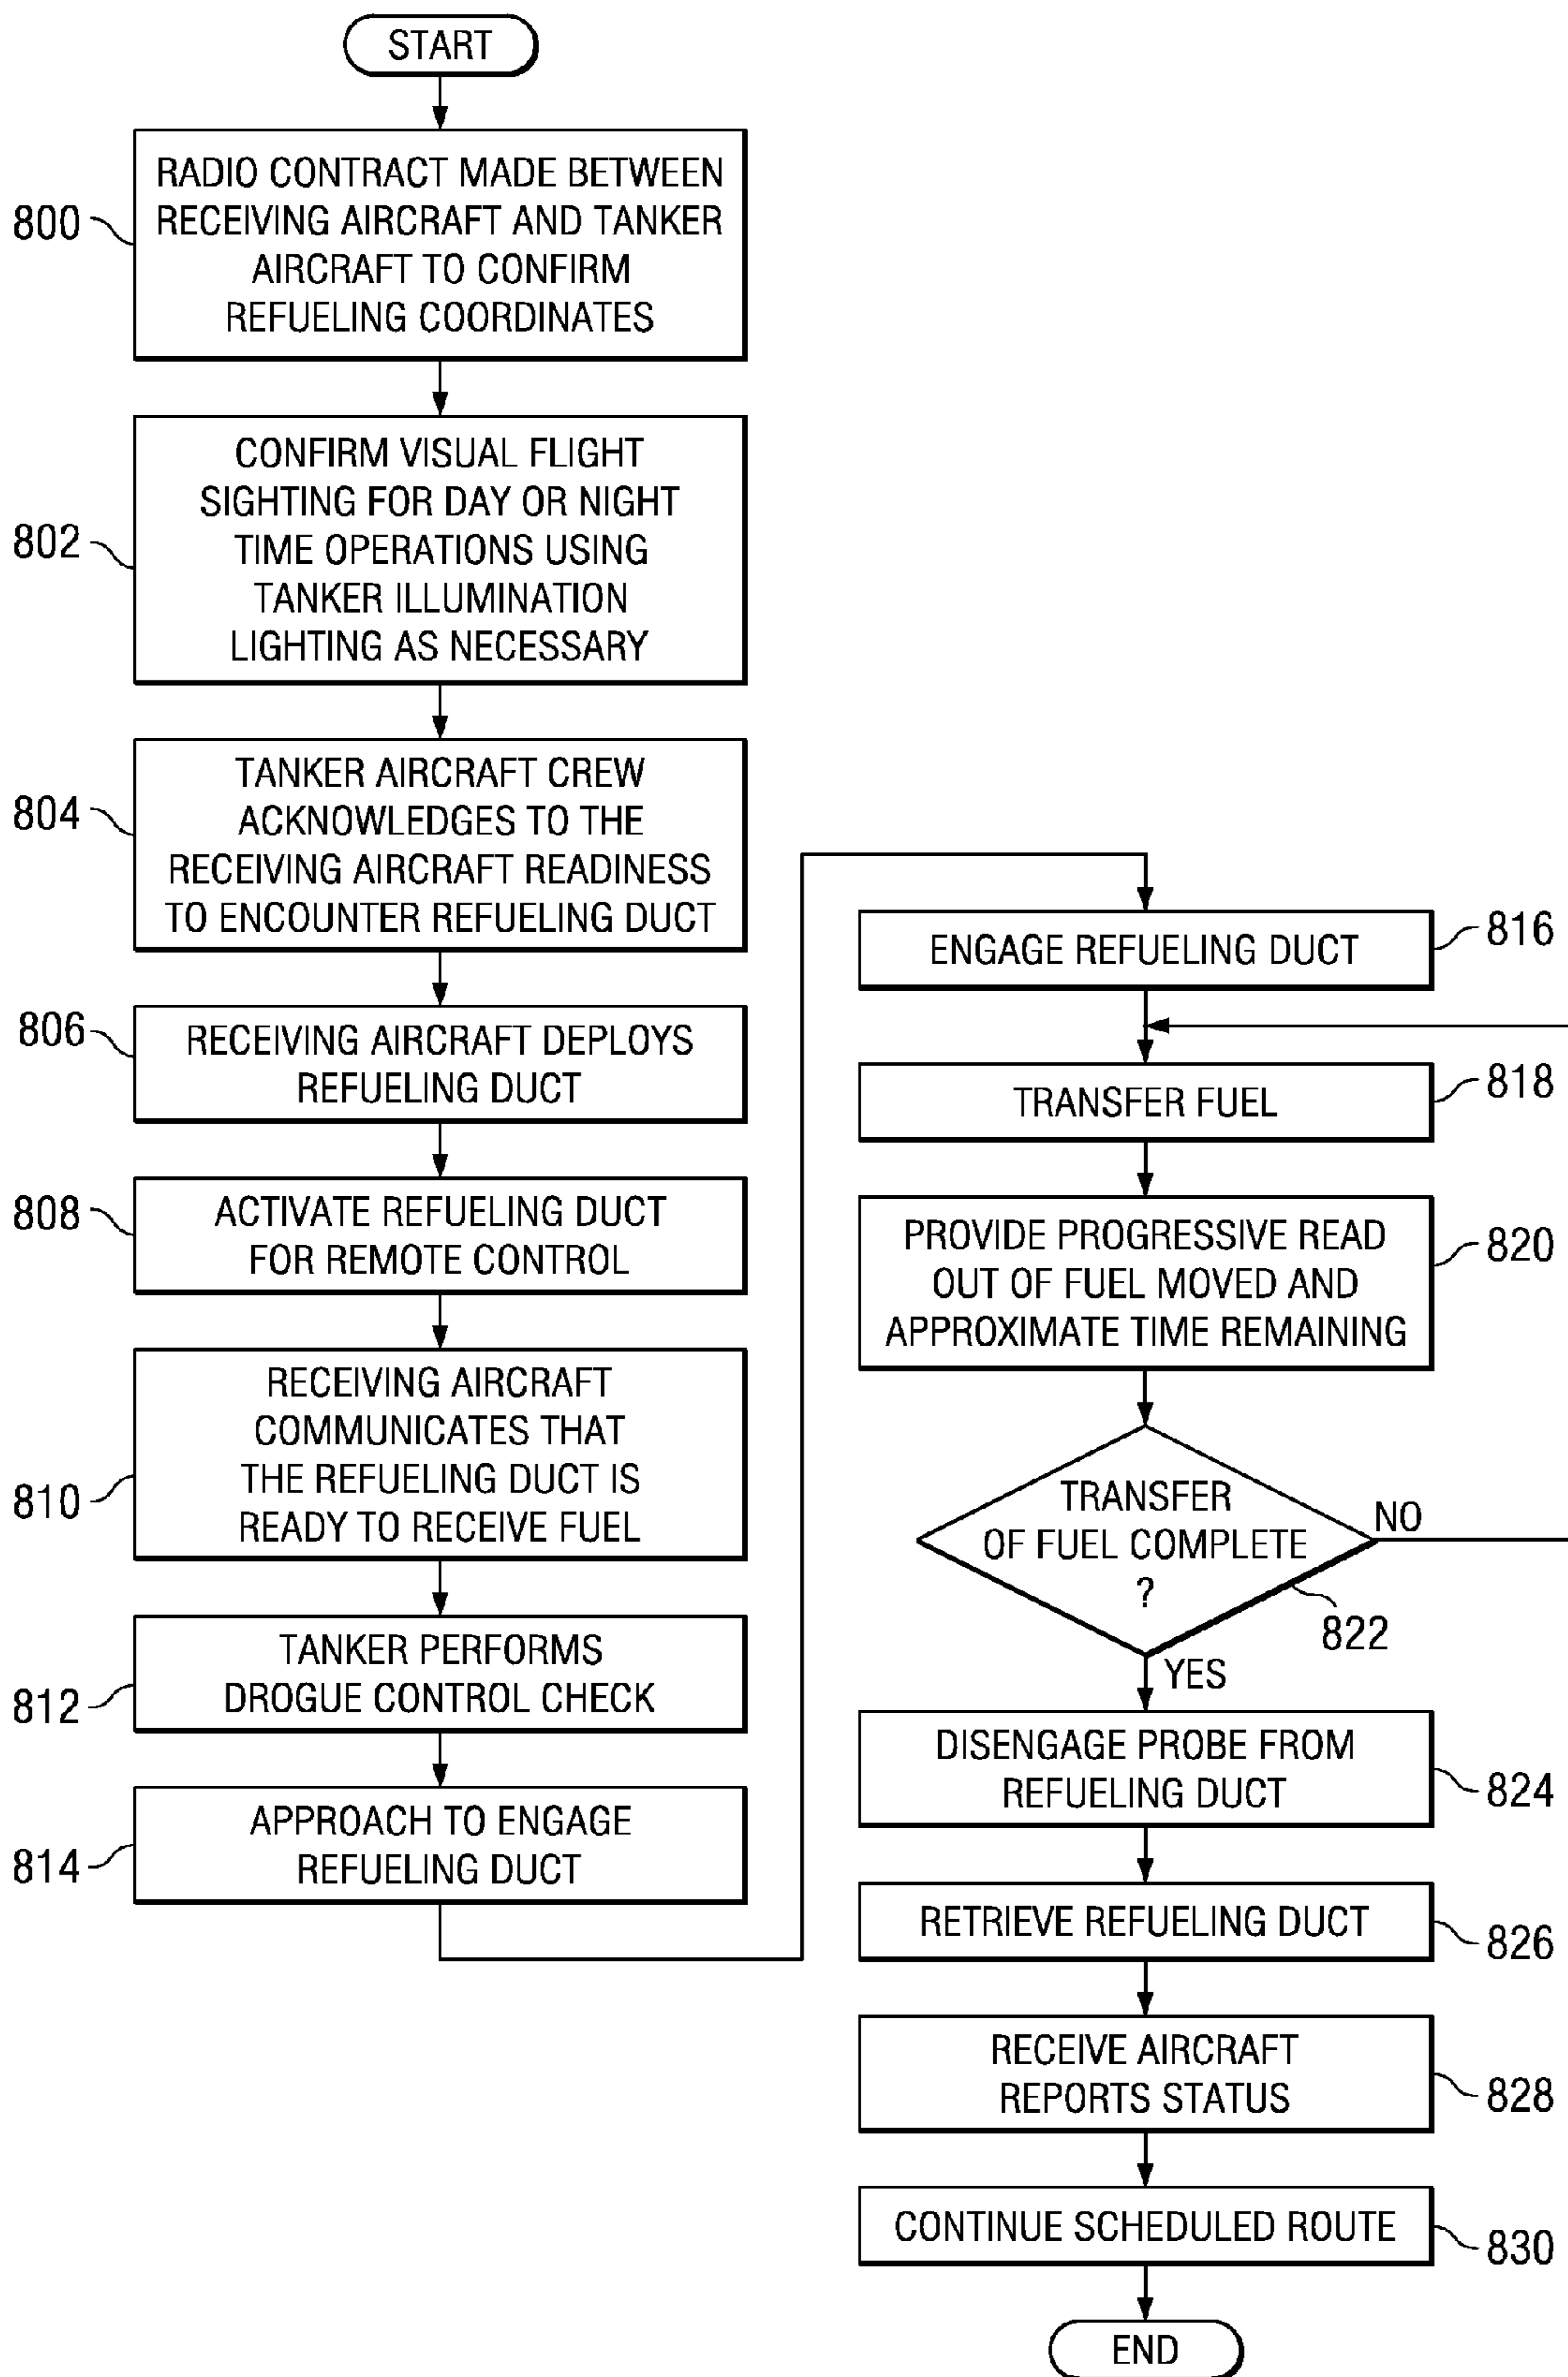 START
800
RADIO CONTRACT MADE BETWEEN
RECEIVING AIRCRAFT AND TANKER
AIRCRAFT TO CONFIRM
REFUELING COORDINATES
802
CONFIRM VISUAL FLIGHT
SIGHTING FOR DAY OR NIGHT
TIME OPERATIONS USING
TANKER ILLUMINATION
LIGHTING AS NECESSARY
804
TANKER AIRCRAFT CREW
ACKNOWLEDGES TO THE
RECEIVING AIRCRAFT READINESS
TO ENCOUNTER REFUELING DUCT
806
RECEIVING AIRCRAFT DEPLOYS
REFUELING DUCT
808
ACTIVATE REFUELING DUCT
FOR REMOTE CONTROL
810
RECEIVING AIRCRAFT
COMMUNICATES THAT
THE REFUELING DUCT IS
READY TO RECEIVE FUEL
812
TANKER PERFORMS
DROGUE CONTROL CHECK
814
APPROACH TO ENGAGE
REFUELING DUCT
ENGAGE REFUELING DUCT
816
TRANSFER FUEL
818
PROVIDE PROGRESSIVE READ
OUT OF FUEL MOVED AND
APPROXIMATE TIME REMAINING
820
TRANSFER
OF FUEL COMPLETE
?
NO
822
YES
DISENGAGE PROBE FROM
REFUELING DUCT
824
RETRIEVE REFUELING DUCT
826
RECEIVE AIRCRAFT
REPORTS STATUS
828
CONTINUE SCHEDULED ROUTE
830
END